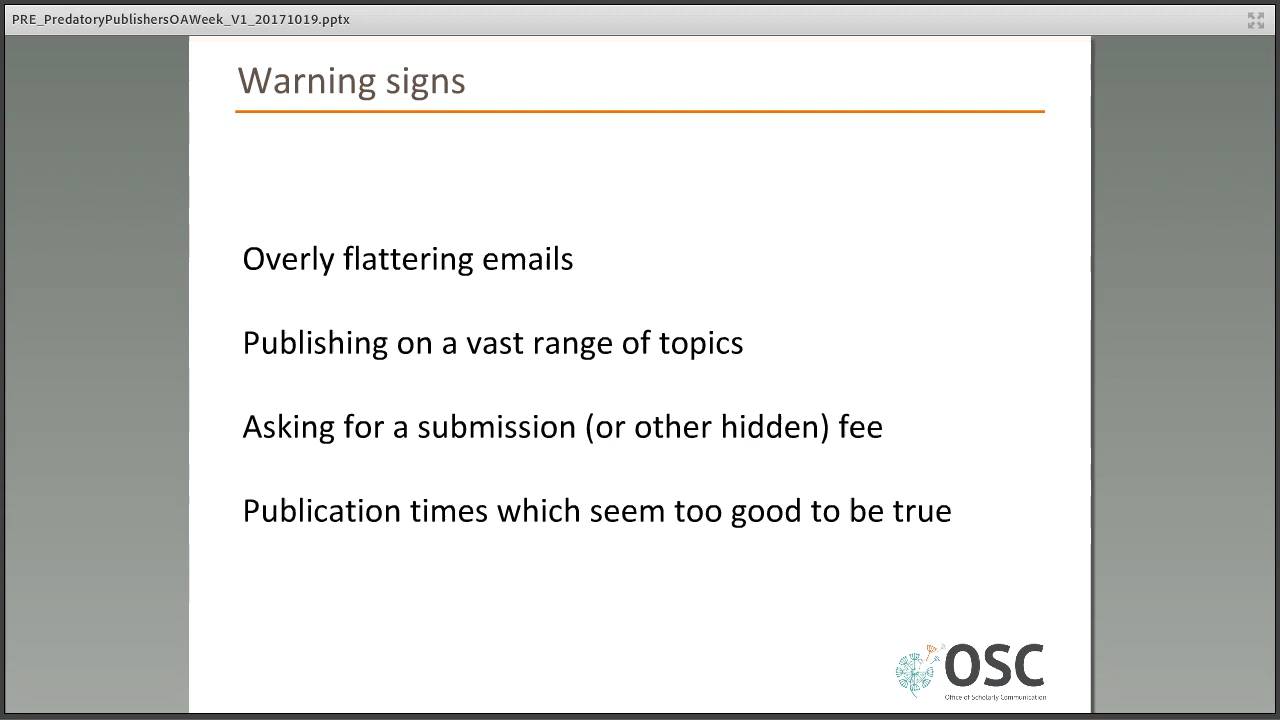 PRE_PredatoryPublishersOAWeek_V1_20171019.pptx
Warning signs
Overly flattering emails
Publishing on a vast range of topics
Asking for a submission (or other hidden) fee
Publication times which seem too good to be true
OSC
Office of Scholarly Communication